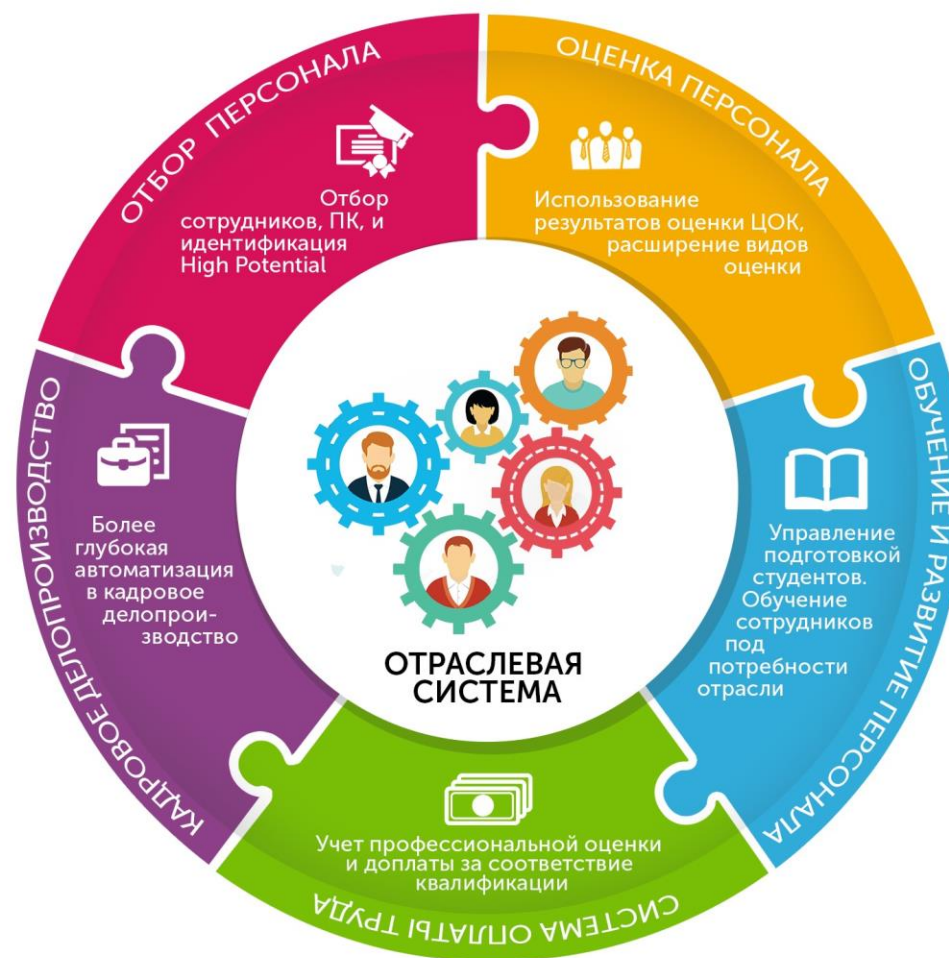 ОТБОР ПЕРСОНАЛА
Отбор
сотрудников, ПК, и
идентификация
High Potential
ОЦЕНКА ПЕРСОНАЛА
Использование
результатов оценки ЦОК,
расширение видов
оценки
ОБУЧЕНИЕ И РАЗВИТИЕ ПЕРСОНАЛА
Управление
подготовкой
студентов.
Обучение
сотрудников
под
потребности
отрасли
СИСТЕМА ОПЛАТЫ ТРУДА
Учет профессиональной оценки
и доплаты за соответствие
квалификации
КАДРОВОЕ ДЕЛОПРОИЗВОДСТВО
Более
глубокая
автоматизация
в кадровое
делопрои-
зводство
ОТРАСЛЕВАЯ
СИСТЕМА